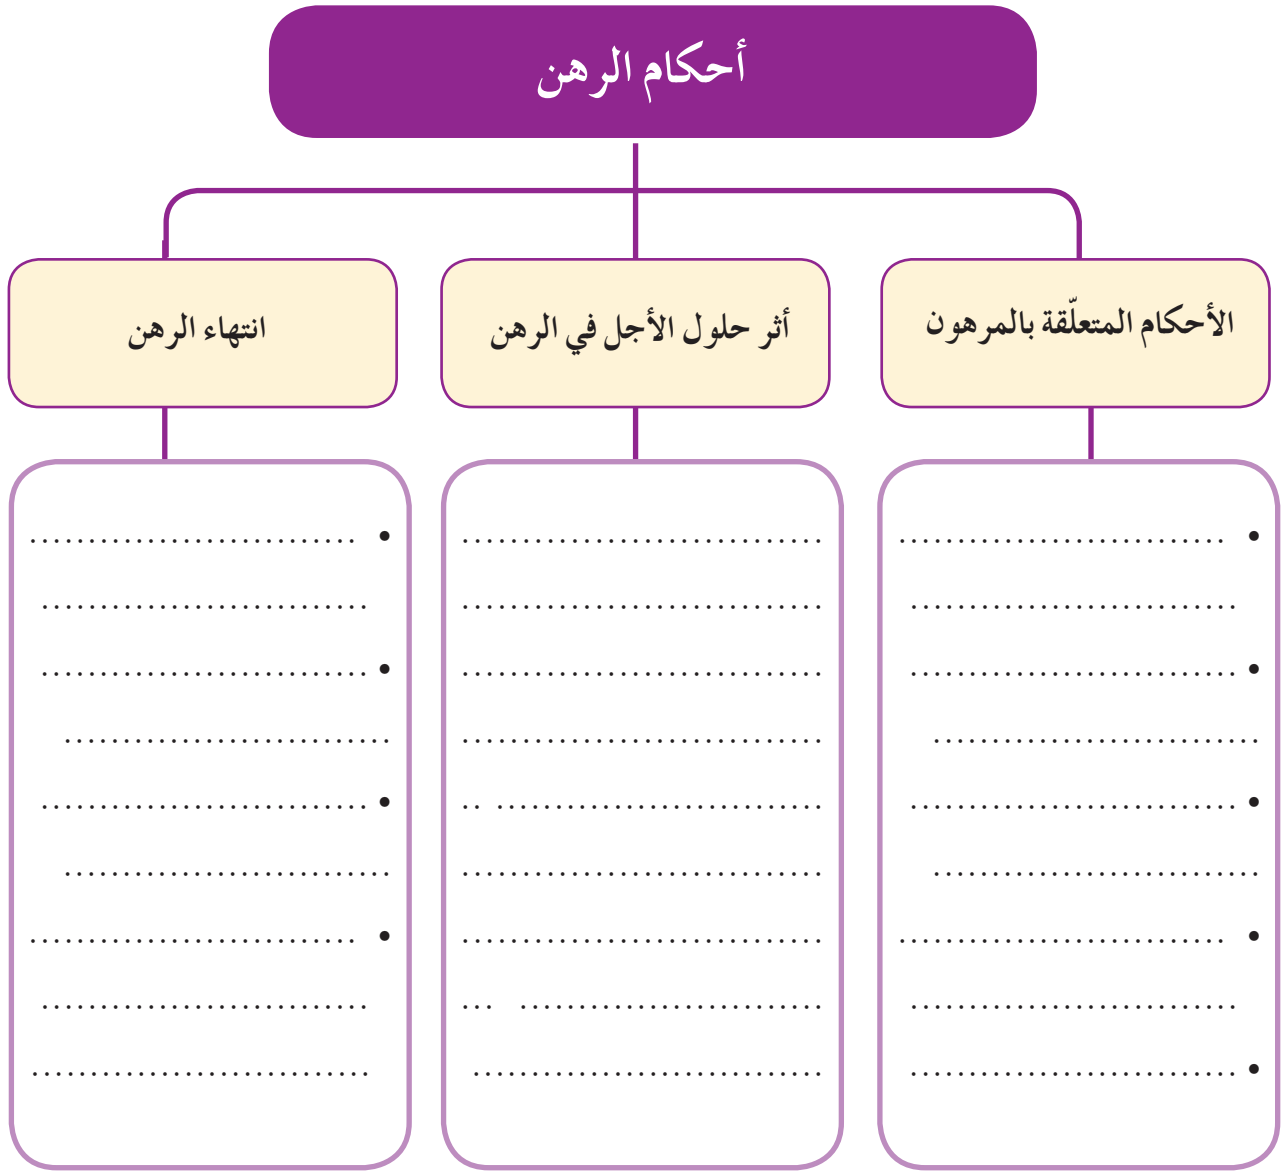 أحكام الرهن
الأحكام المتعلّقة بالمرهون
أثر حلول الأجل في الرهن
انتهاء الرهن